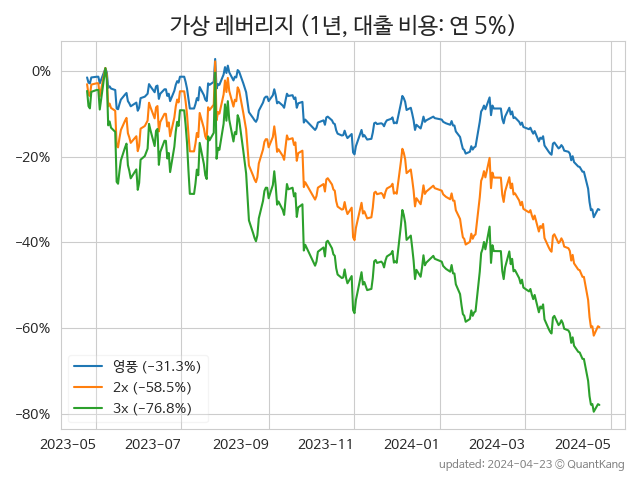 가상 레버리지 (1년, 대출 비용: 연 5%)
0%
−20%
−40%
−60%
−80%
영풍 (−31.3%)
2x (−58.5%)
3x (−76.8%)
2023−05 2023−07 2023−09 2023−11 2024−01 2024−03 2024−05
updated: 2024−04−23 © QuantKang